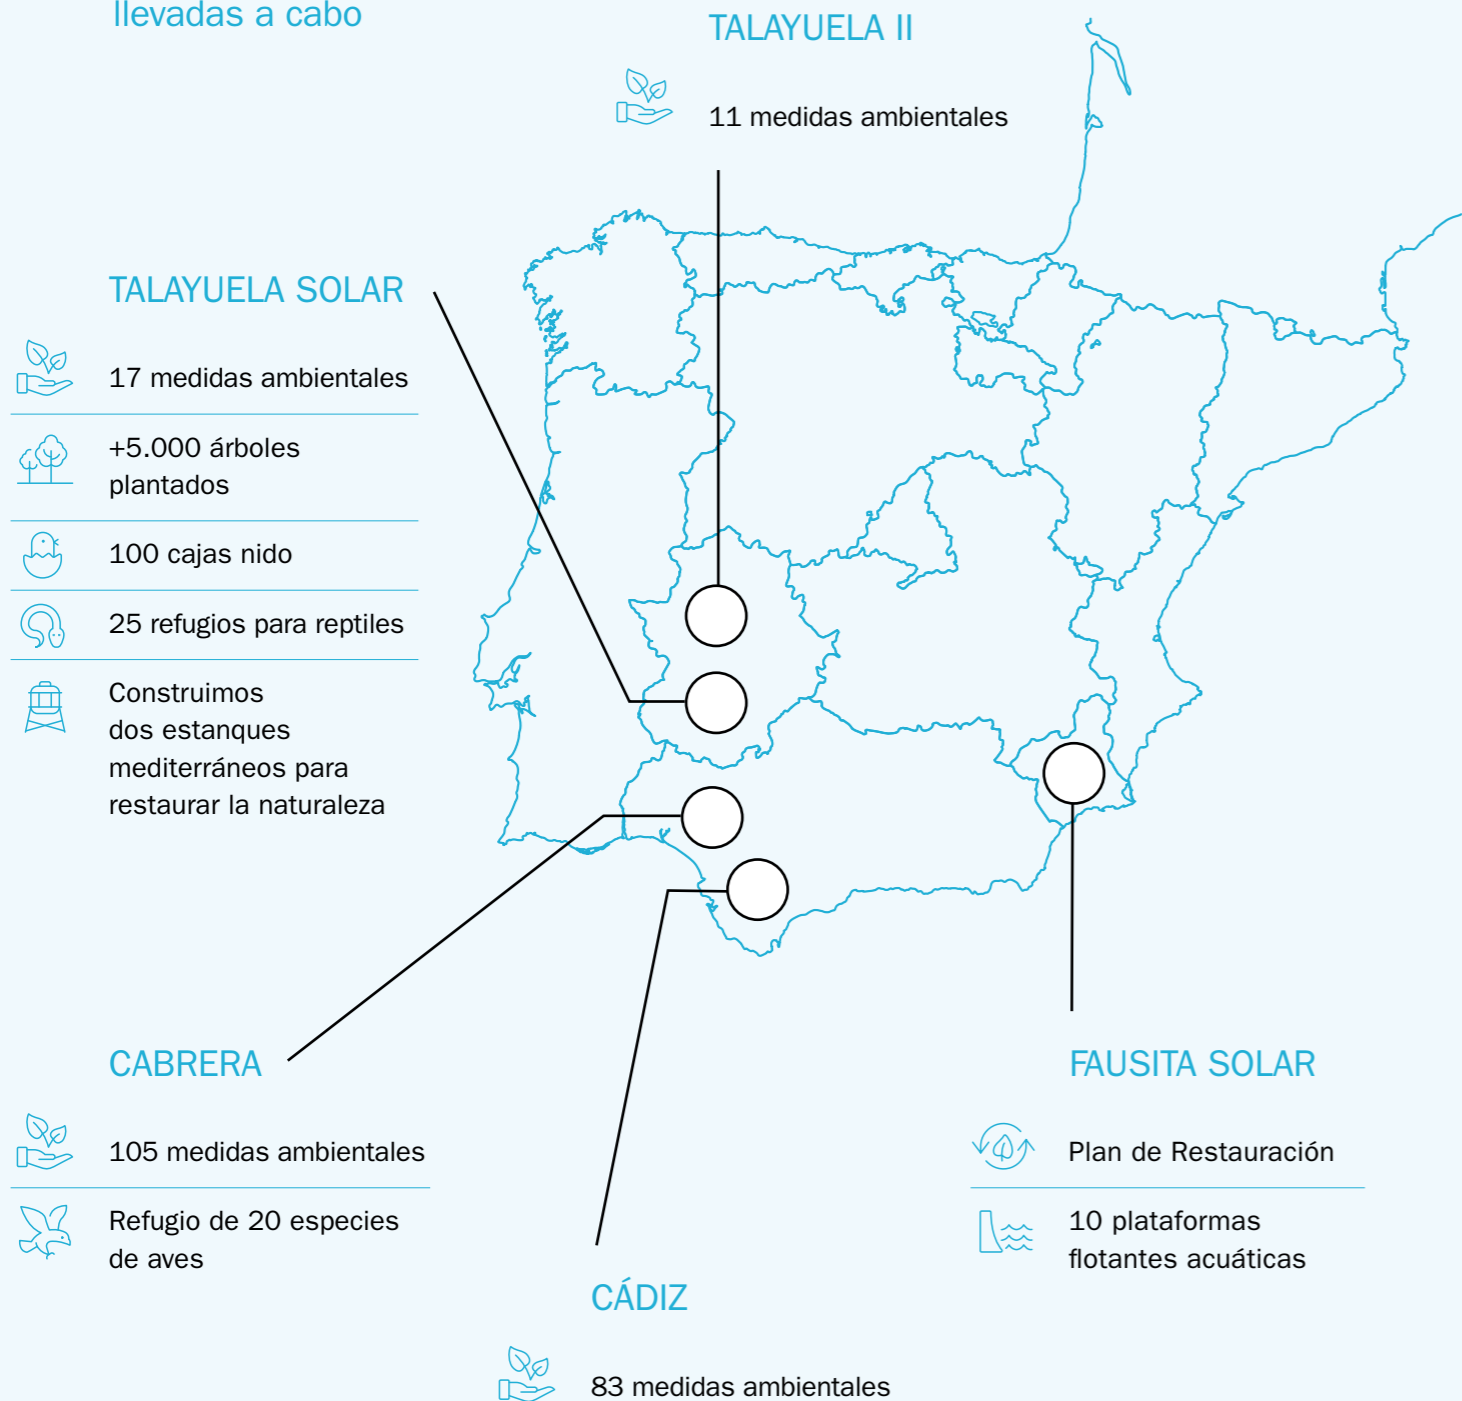 llevadas a cabo
TALAYUELA II
11 medidas ambientales
TALAYUELA SOLAR
17 medidas ambientales
+5.000 árboles
plantados
100 cajas nido
25 refugios para reptiles
Construimos
dos estanques
mediterráneos para
restaurar la naturaleza
CABRERA
105 medidas ambientales
Refugio de 20 especies
de aves
CÁDIZ
83 medidas ambientales
FAUSITA SOLAR
Plan de Restauración
10 plataformas
flotantes acuáticas